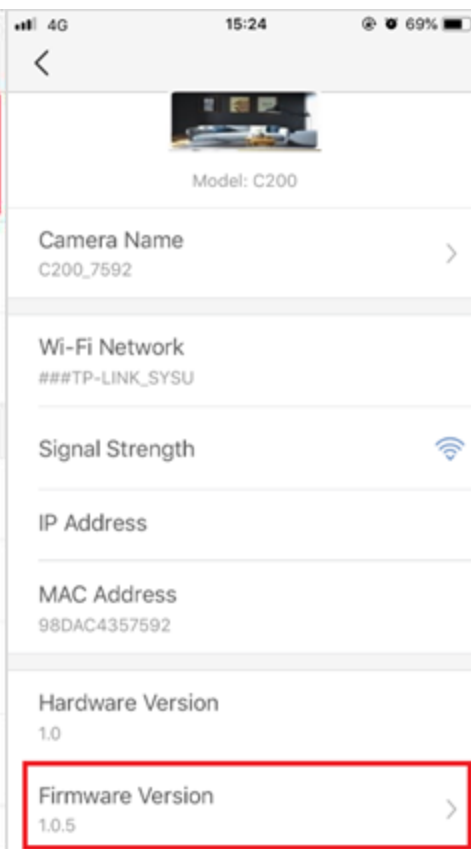 4G 15:24 69%
Model: C200
Camera Name
C200_7592
Wi-Fi Network
###TP-LINK_SYSU
Signal Strength
IP Address
MAC Address
98DAC4357592
Hardware Version
1.0
Firmware Version
1.0.5